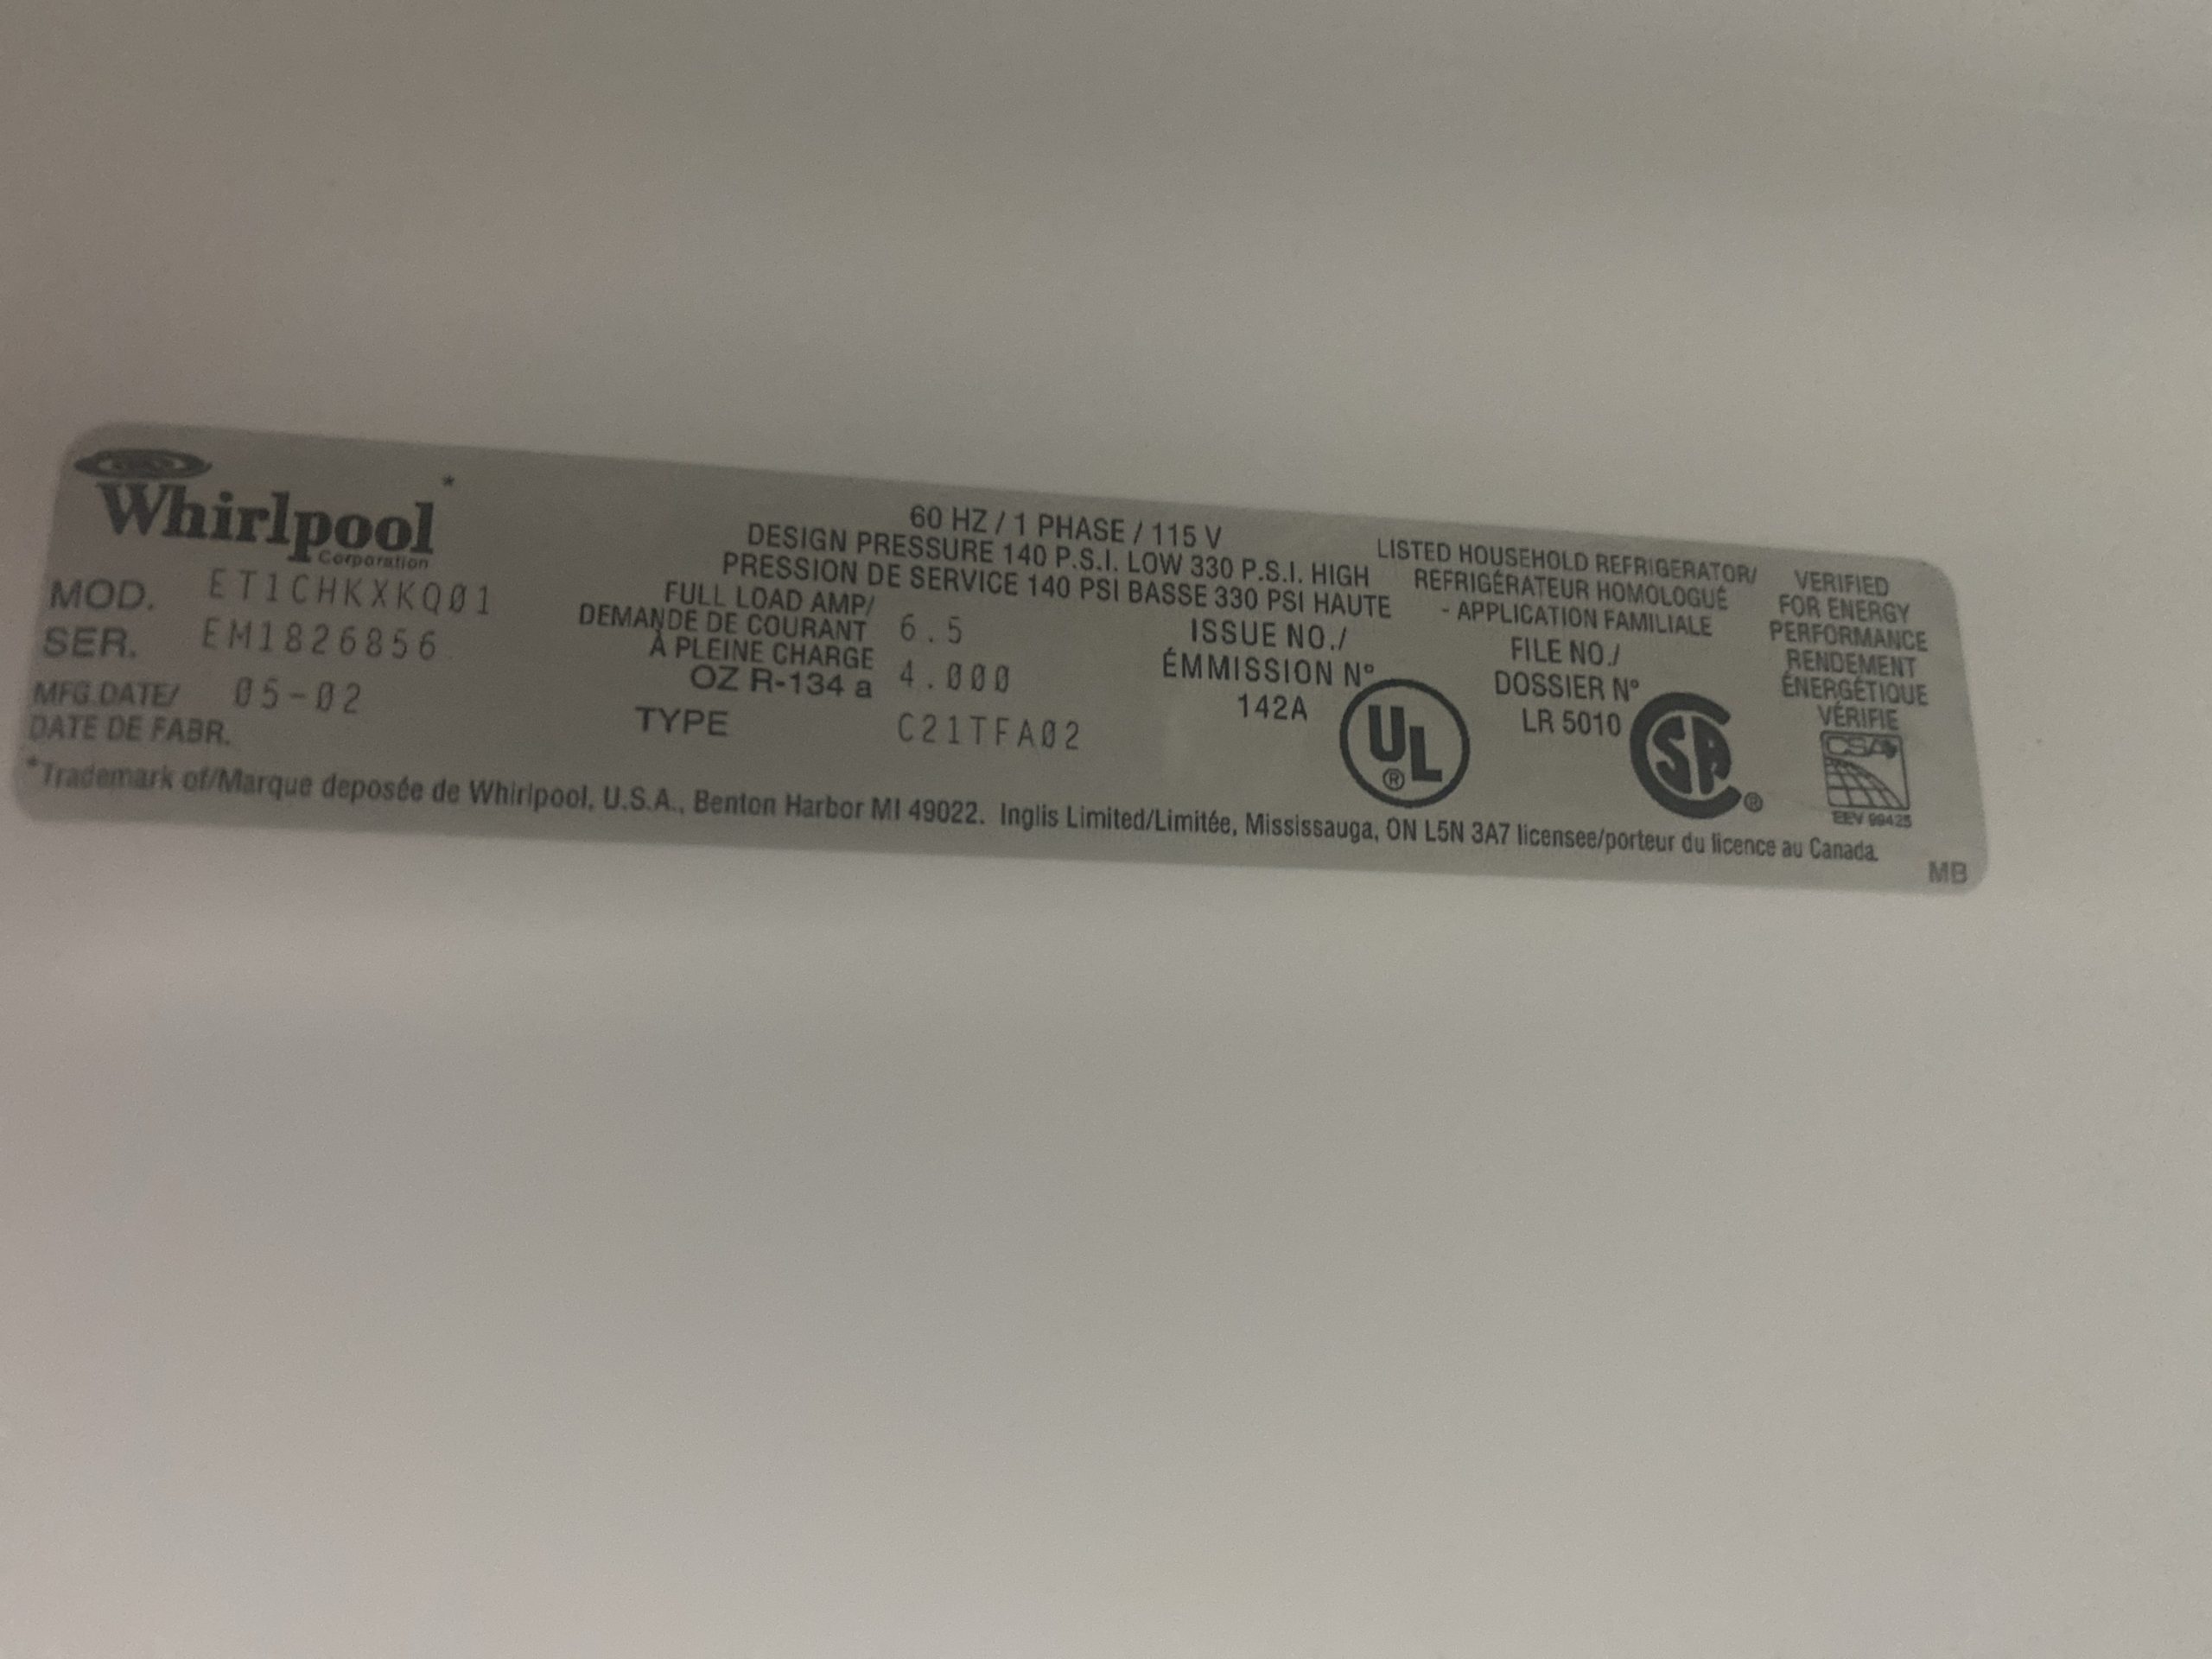 Whirlpool*
Corporation
MOD. ET1CHKXKQ01
SER. EM1826856
MFG.DATE/ 05-02
DATE DE FABR.
60 HZ / 1 PHASE / 115 V
DESIGN PRESSURE 140 P.S.I. LOW 330 P.S.I. HIGH
PRESSION DE SERVICE 140 PSI BASSE 330 PSI HAUTE
FULL LOAD AMP/
DEMANDE DE COURANT 6.5
À PLEINE CHARGE
OZ R-134 a 4.000
TYPE C21TFA02
ISSUE NO./
ÉMMISSION N°
142A
UL ®
LISTED HOUSEHOLD REFRIGERATOR/
REFRIGÉRATEUR HOMOLOGUÉ
- APPLICATION FAMILIALE
FILE NO./
DOSSIER N°
LR 5010
SA ®
VERIFIED
FOR ENERGY
PERFORMANCE
RENDEMENT
ÉNERGÉTIQUE
VÉRIFIE
CSA
EEV 99425
*Trademark of/Marque deposée de Whirlpool, U.S.A., Benton Harbor MI 49022. Inglis Limited/Limitée, Mississauga, ON L5N 3A7 licensee/porteur du licence au Canada.
MB